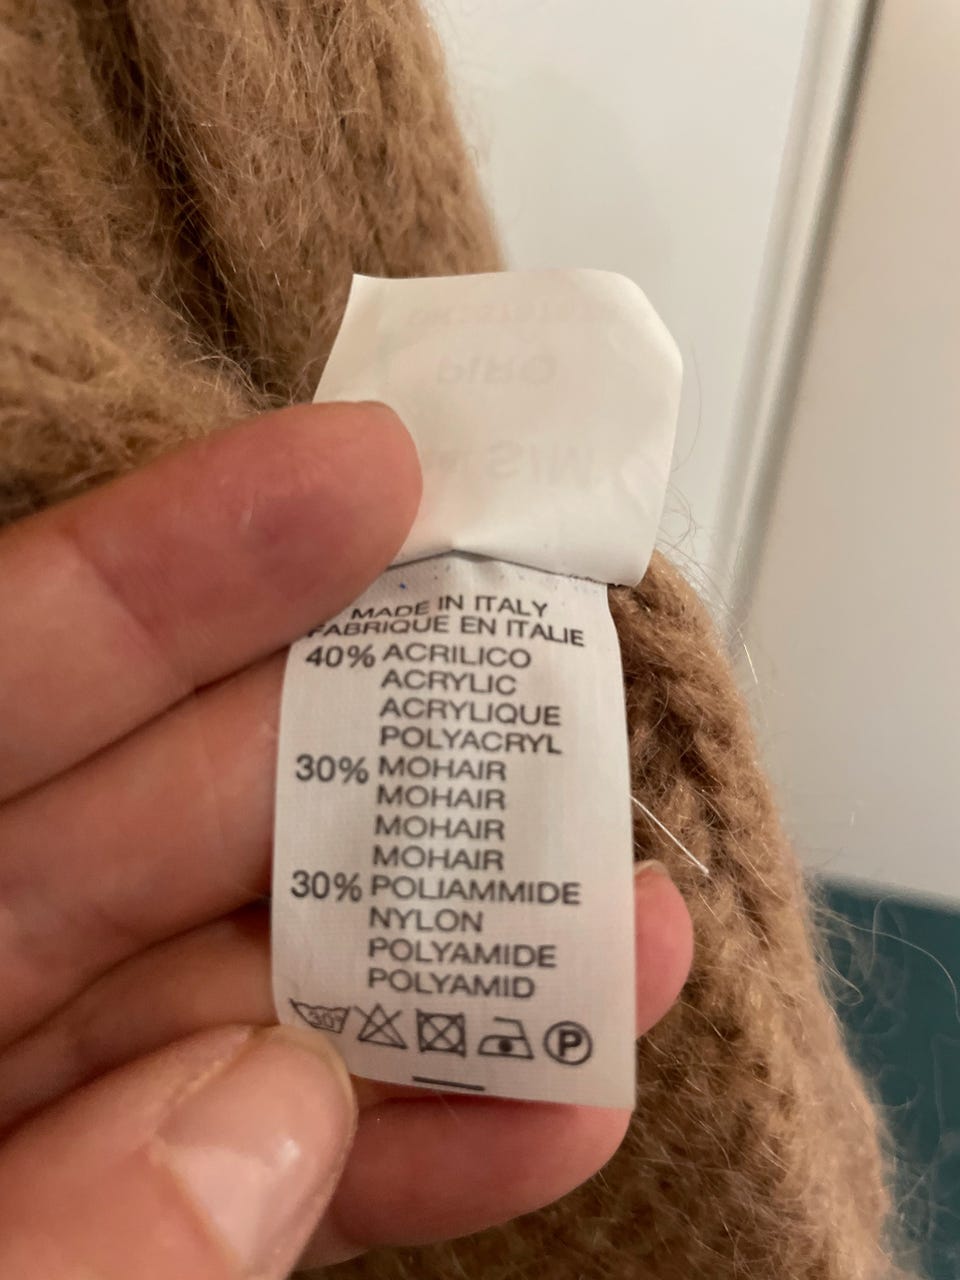 MADE IN ITALY
FABRIQUE EN ITALIE
40% ACRILICO
ACRYLIC
ACRYLIQUE
POLYACRYL
30% MOHAIR
MOHAIR
MOHAIR
MOHAIR
30% POLIAMMIDE
NYLON
POLYAMIDE
POLYAMID
30°
P